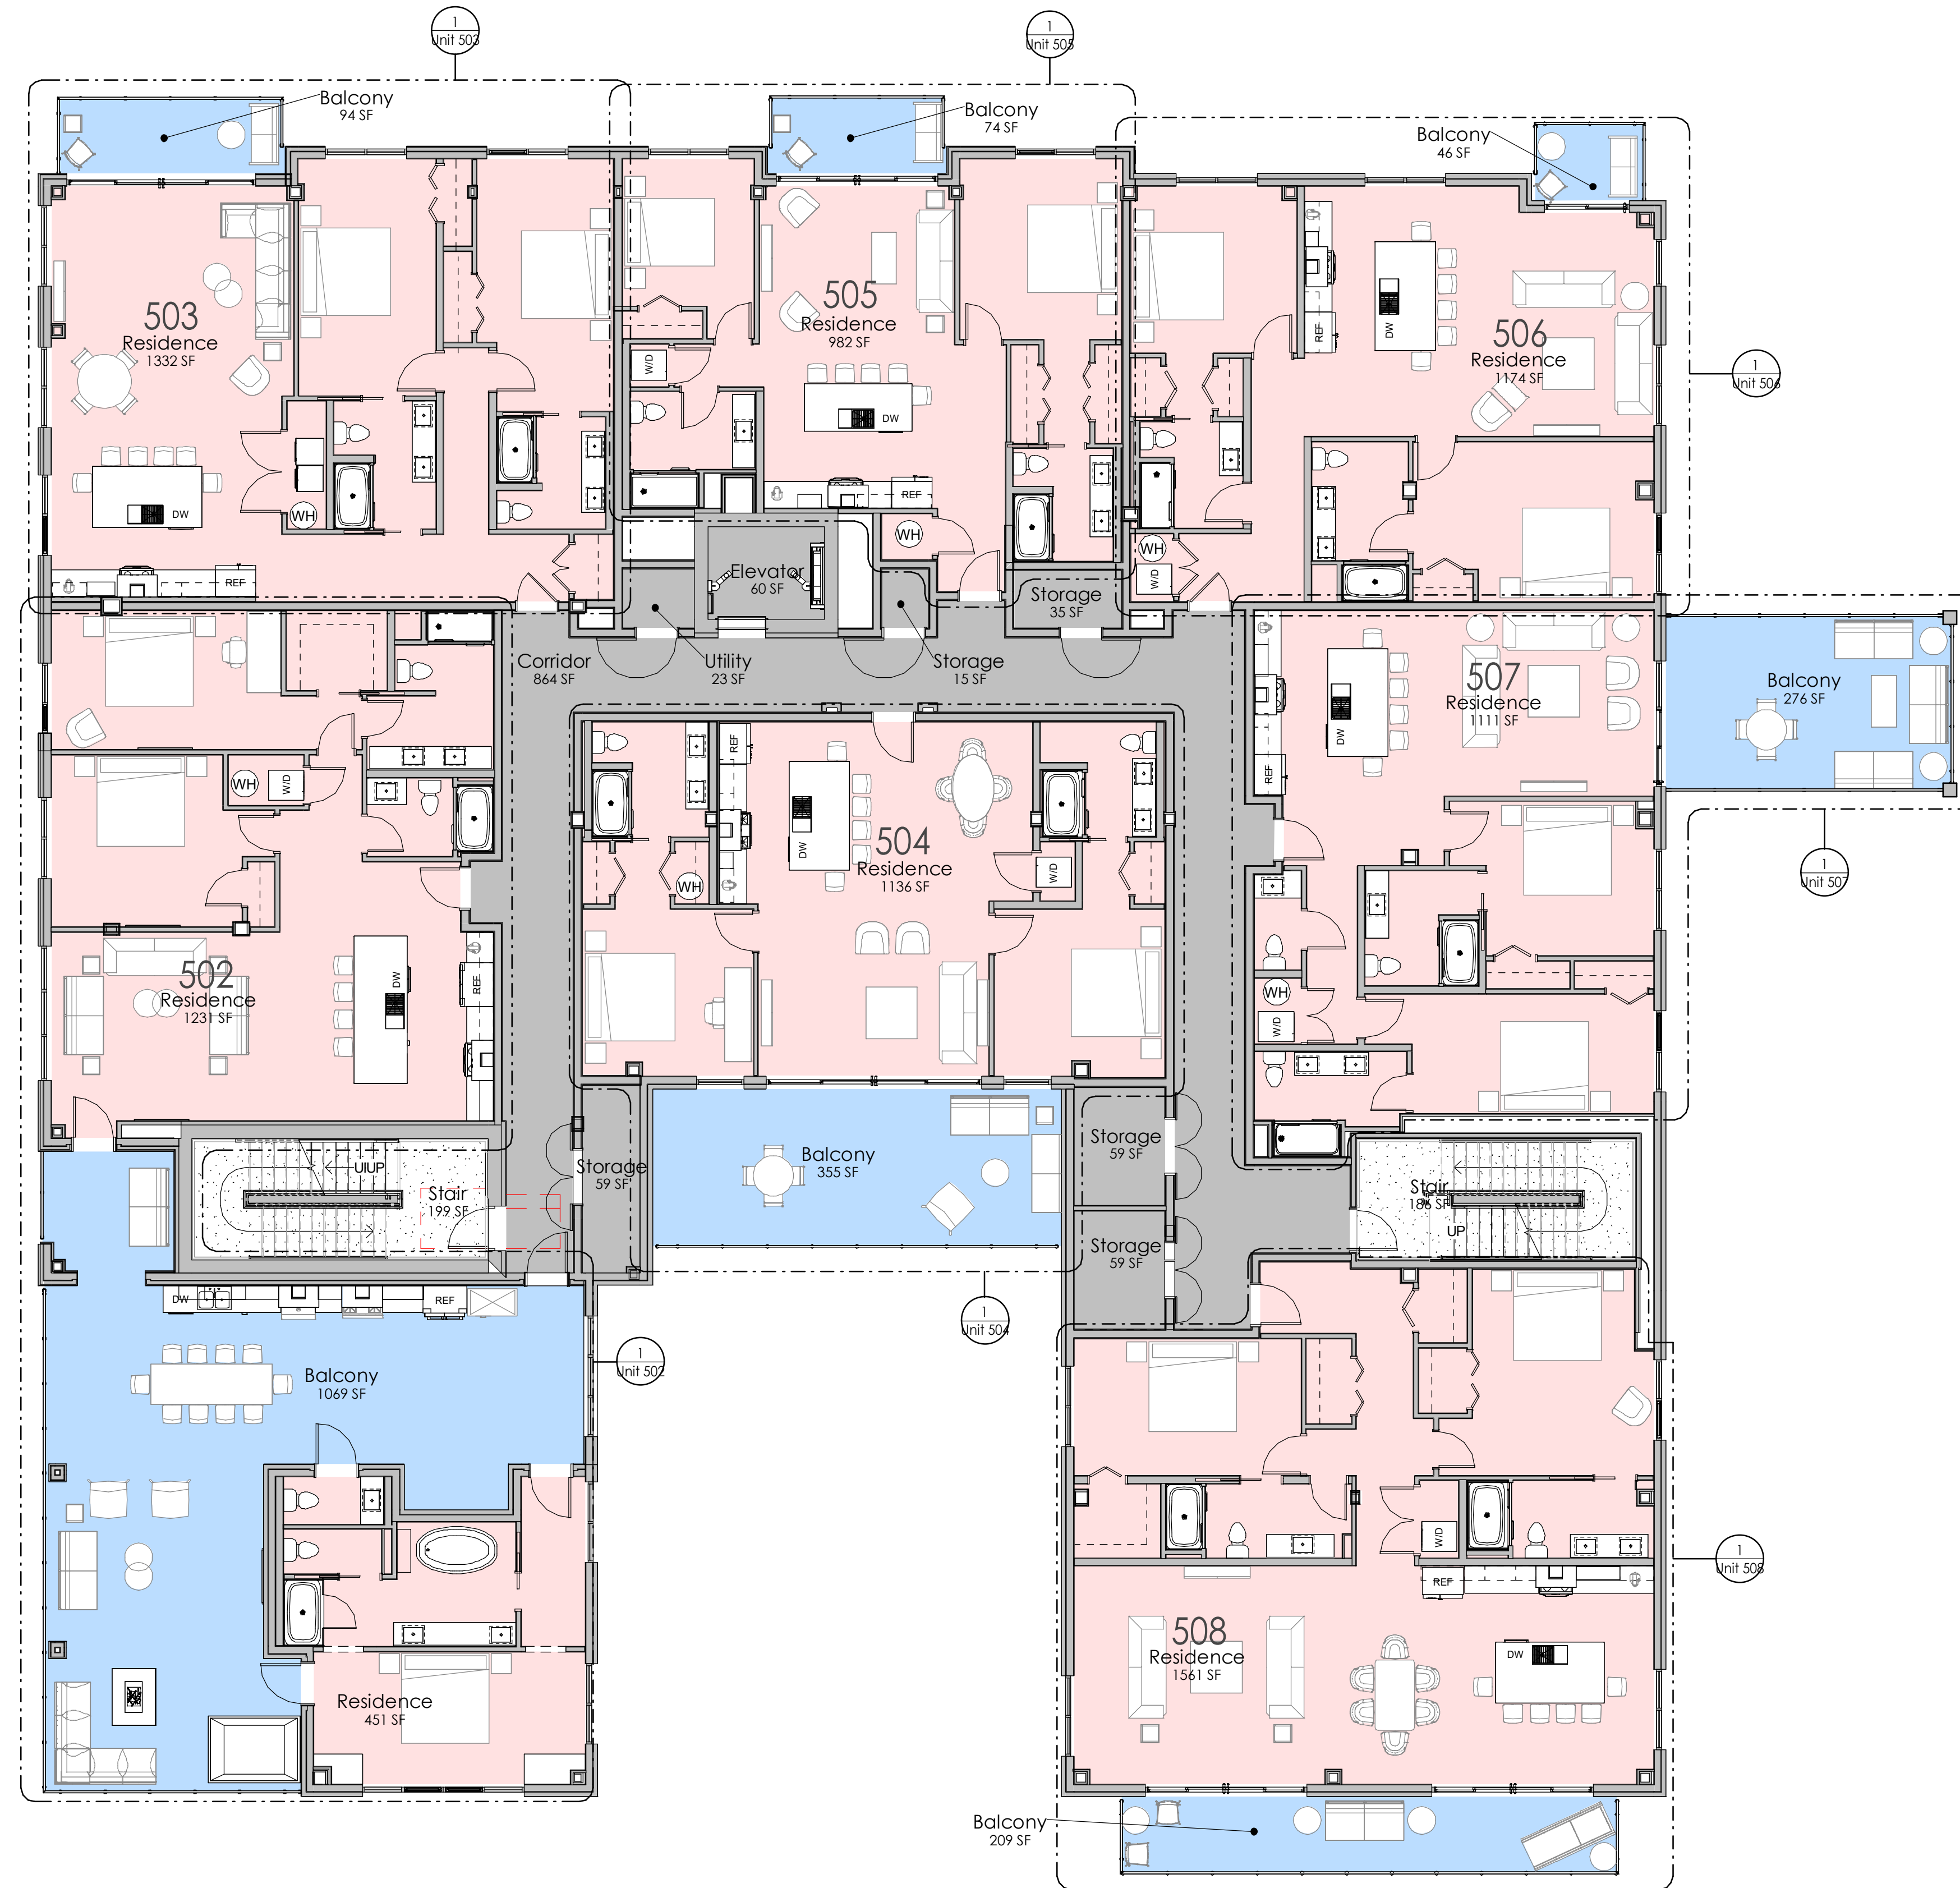 1
Unit 503
1
Unit 505
Balcony
94 SF
Balcony
74 SF
Balcony
46 SF
503
Residence
1332 SF
505
Residence
982 SF
506
Residence
1174 SF
1
Unit 506
REF
DW
W/D
DW
REF
DW
WH
WH
WH
W/D
REF
Elevator
60 SF
Storage
35 SF
Corridor
864 SF
Utility
23 SF
Storage
15 SF
507
Residence
1111 SF
Balcony
276 SF
DW
REF
REF
WH
W/D
DW
504
Residence
1136 SF
W/D
WH
1
Unit 507
502
Residence
1231 SF
DW
REF
WH
W/D
UIUP
Stair
199 SF
Storage
59 SF
Balcony
355 SF
Storage
59 SF
Storage
59 SF
Stair
186 SF
UP
DW
REF
1
Unit 504
1
Unit 502
Balcony
1069 SF
W/D
1
Unit 508
REF
508
Residence
1561 SF
DW
Residence
451 SF
Balcony
209 SF